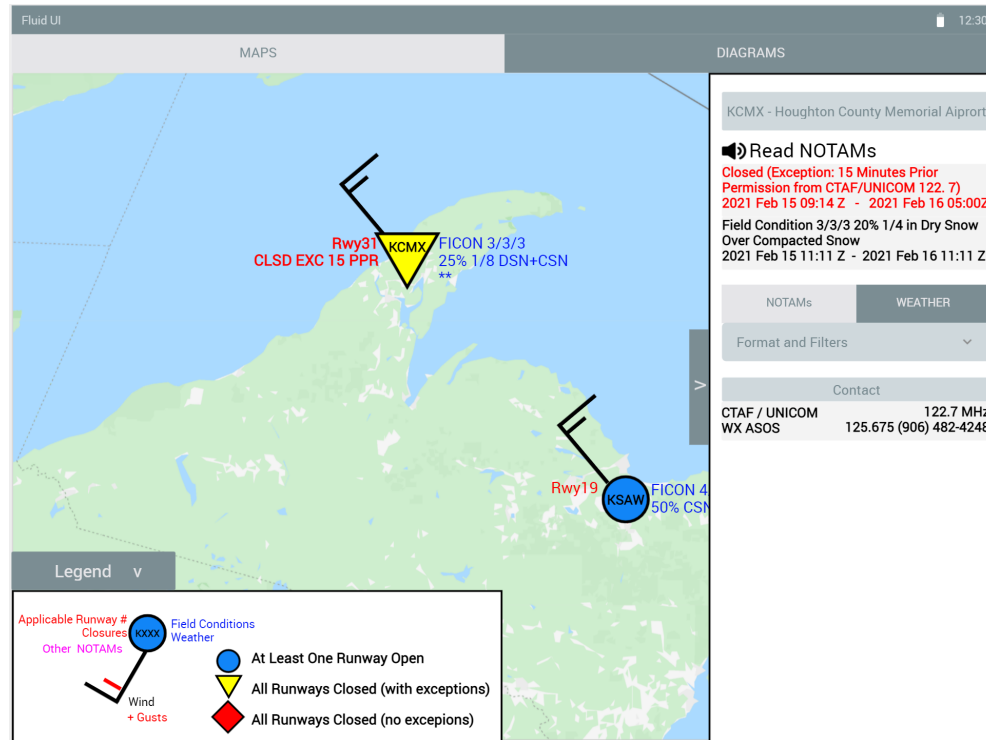 Fluid UI
12:30
MAPS
DIAGRAMS
KCMX - Houghton County Memorial Aiprort
Read NOTAMs
Closed (Exception: 15 Minutes Prior
Permission from CTAF/UNICOM 122. 7)
2021 Feb 15 09:14 Z - 2021 Feb 16 05:00Z
Field Condition 3/3/3 20% 1/4 in Dry Snow
Over Compacted Snow
2021 Feb 15 11:11 Z - 2021 Feb 16 11:11 Z
NOTAMs
WEATHER
Format and Filters
Contact
CTAF / UNICOM 122.7 MHz
WX ASOS 125.675 (906) 482-4248
Rwy31
CLSD EXC 15 PPR
KCMX
FICON 3/3/3
25% 1/8 DSN+CSN
**
>
Rwy19
KSAW
FICON 4
50% CSN
Legend v
Applicable Runway #
Closures
Other NOTAMs
KXXX
Field Conditions
Weather
Wind
+ Gusts
At Least One Runway Open
All Runways Closed (with exceptions)
All Runways Closed (no excepions)